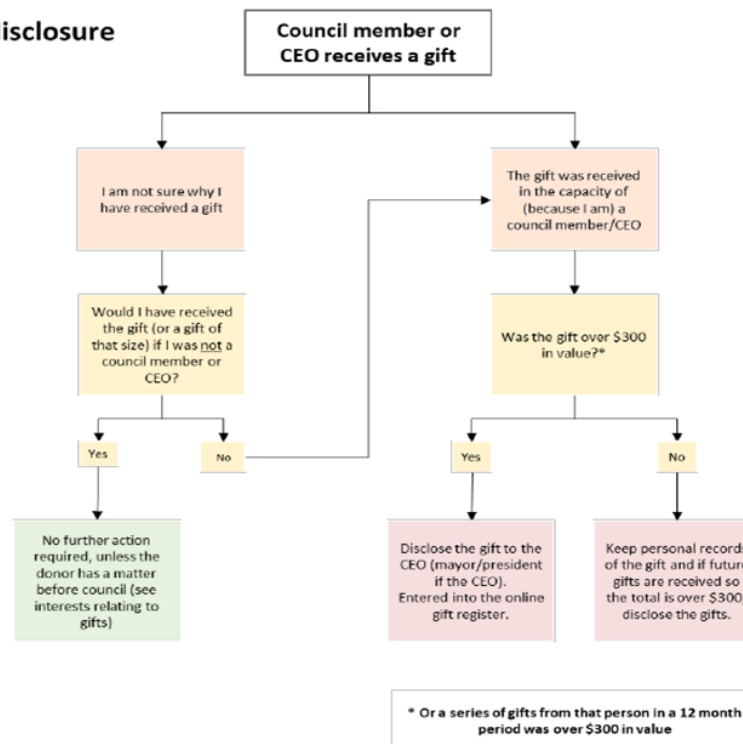 disclosure
Council member or
CEO receives a gift
I am not sure why I
have received a gift
The gift was received
in the capacity of
(because I am) a
council member/CEO
Would I have received
the gift (or a gift of
that size) if I was not a
council member or
CEO?
Was the gift over $300
in value?*
Yes
No
Yes
No
No further action
required, unless the
donor has a matter
before council (see
interests relating to
gifts)
Disclose the gift to the
CEO (mayor/president
if the CEO).
Entered into the online
gift register.
Keep personal records
of the gift and if future
gifts are received so
the total is over $300,
disclose the gifts.
* Or a series of gifts from that person in a 12 month
period was over $300 in value